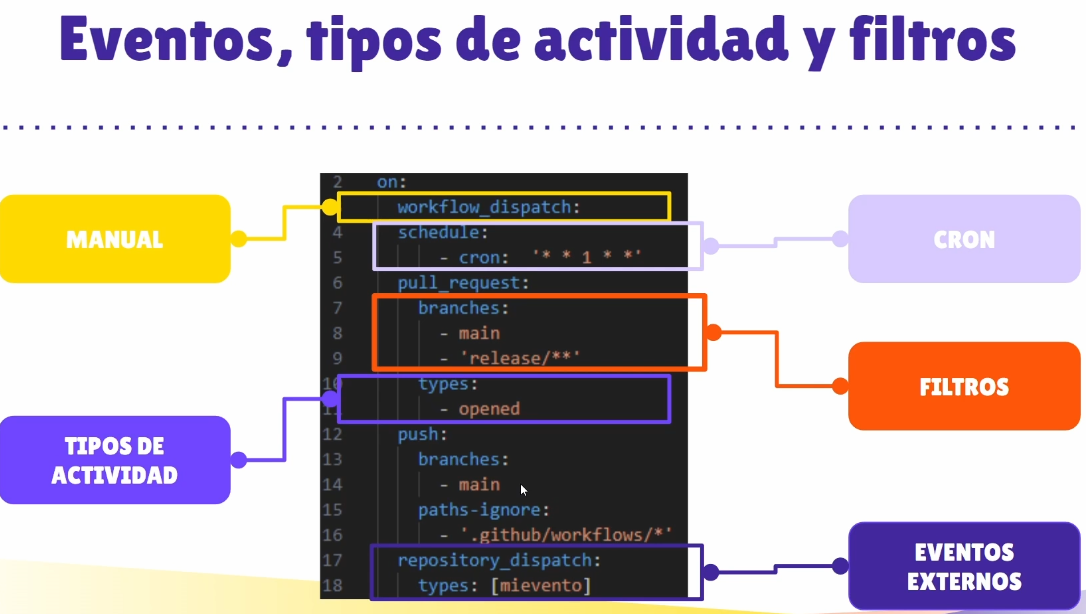 Eventos, tipos de actividad y filtros
MANUAL
TIPOS DE
ACTIVIDAD
2 on:
workflow_dispatch:
4 schedule:
5 - cron: '* * 1 * *'
6 pull_request:
7 branches:
8 - main
9 - 'release/**'
10 types:
11 - opened
12 push:
13 branches:
14 - main
15 paths-ignore:
16 - '.github/workflows/*'
17 repository_dispatch:
18 types: [mievento]
CRON
FILTROS
EVENTOS
EXTERNOS